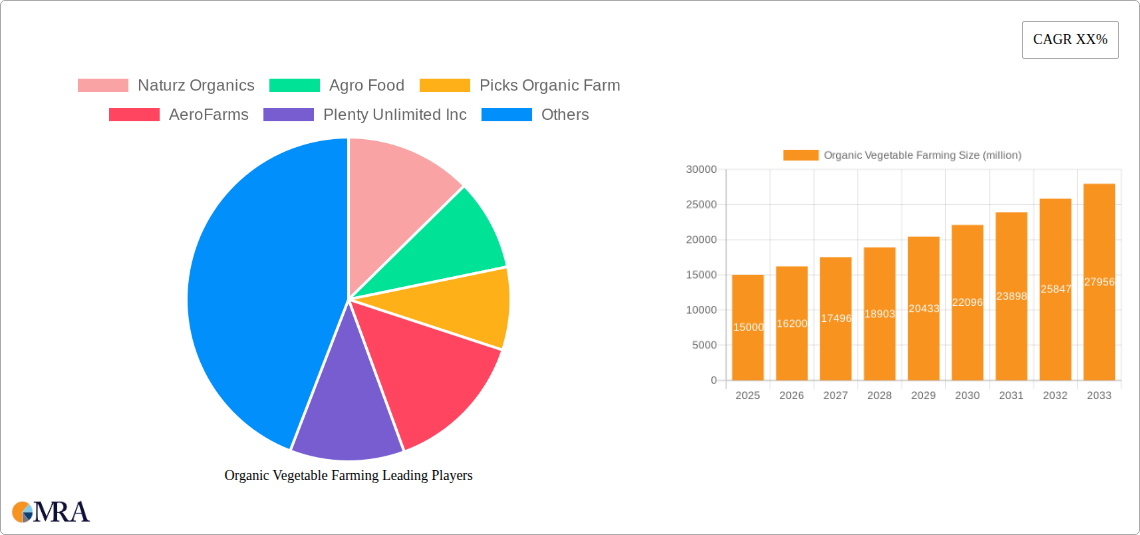 CAGR XX%
Naturz Organics Agro Food Picks Organic Farm
AeroFarms Plenty Unlimited Inc Others
Organic Vegetable Farming Leading Players
Organic Vegetable Farming Size (million)
30000
25000
20000
15000
10000
5000
0
15000 16200 17496 18903 20433 22096 23898 25847 27956
2025 2026 2027 2028 2029 2030 2031 2032 2033
MRA